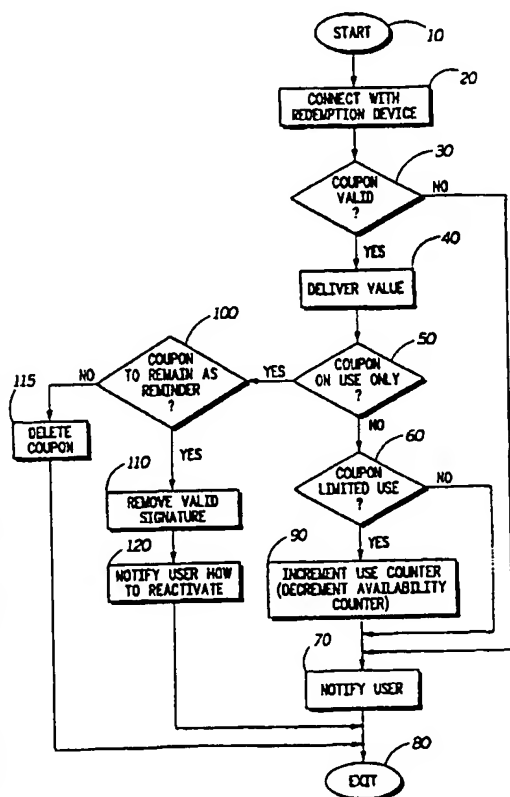 START
10
20
CONNECT WITH
REDEMPTION DEVICE
30
COUPON
VALID
?
NO
YES
40
DELIVER VALUE
100
50
COUPON
TO REMAIN AS
REMINDER
?
NO
YES
COUPON
ON USE ONLY
?
115
NO
60
DELETE
COUPON
YES
COUPON
LIMITED USE
?
NO
110
REMOVE VALID
SIGNATURE
YES
90
120
INCREMENT USE COUNTER
(DECREMENT AVAILABILITY
COUNTER)
NOTIFY USER HOW
TO REACTIVATE
70
NOTIFY USER
80
EXIT